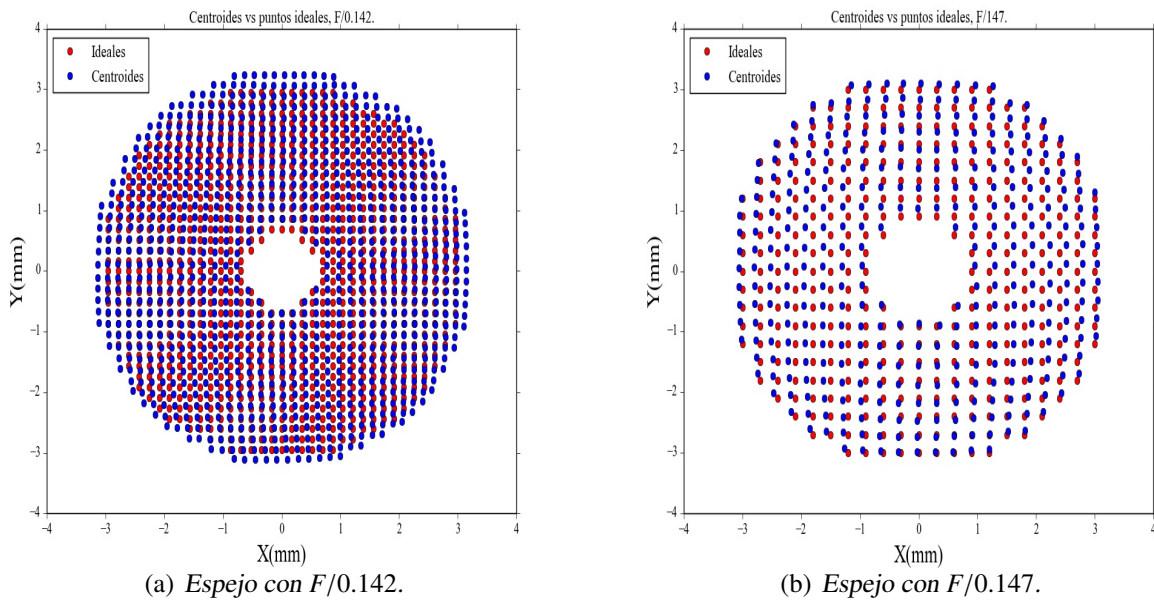 Centroides vs puntos ideales, F/0.142.
Ideales
Centroides
4
3
2
1
0
−1
−2
−3
−4
Y(mm)
−4 −3 −2 −1 0 1 2 3 4
X(mm)
(a) Espejo con F/0.142.
Centroides vs puntos ideales, F/147.
Ideales
Centroides
4
3
2
1
0
−1
−2
−3
−4
Y(mm)
−4 −3 −2 −1 0 1 2 3 4
X(mm)
(b) Espejo con F/0.147.